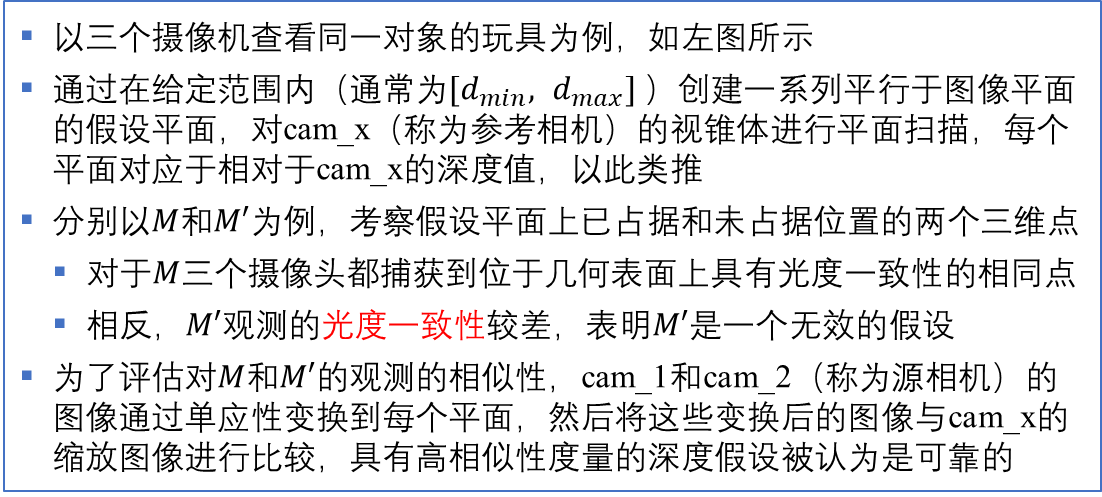 ▪ 以三个摄像机查看同一对象的玩具为例，如左图所示
▪ 通过在给定范围内（通常为[d_min, d_max] ）创建一系列平行于图像平面
的假设平面，对cam_x（称为参考相机）的视锥体进行平面扫描，每个
平面对应于相对于cam_x的深度值，以此类推
▪ 分别以M和M′为例，考察假设平面上已占据和未占据位置的两个三维点
▪ 对于M三个摄像头都捕获到位于几何表面上具有光度一致性的相同点
▪ 相反，M′观测的光度一致性较差，表明M′是一个无效的假设
▪ 为了评估对M和M′的观测的相似性，cam_1和cam_2（称为源相机）的
图像通过单应性变换到每个平面，然后将这些变换后的图像与cam_x的
缩放图像进行比较，具有高相似性度量的深度假设被认为是可靠的